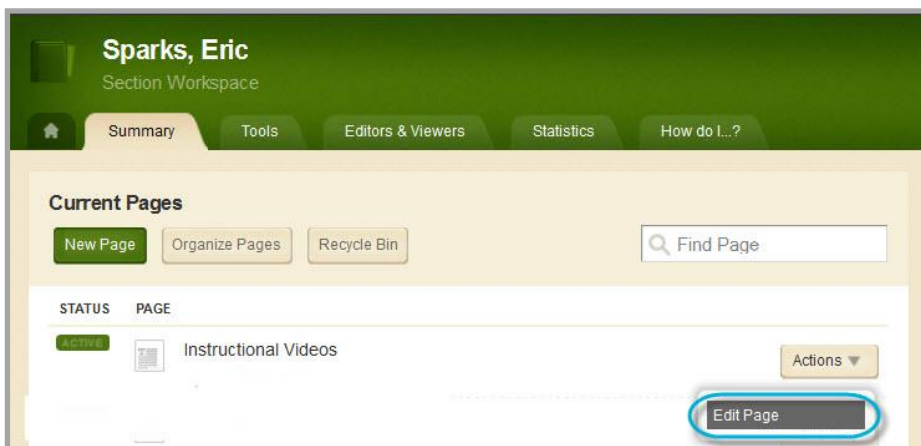 Sparks, Eric
Section Workspace
Summary Tools Editors & Viewers Statistics How do I...?
Current Pages
New Page Organize Pages Recycle Bin Find Page
STATUS PAGE
ACTIVE Instructional Videos Actions
Edit Page